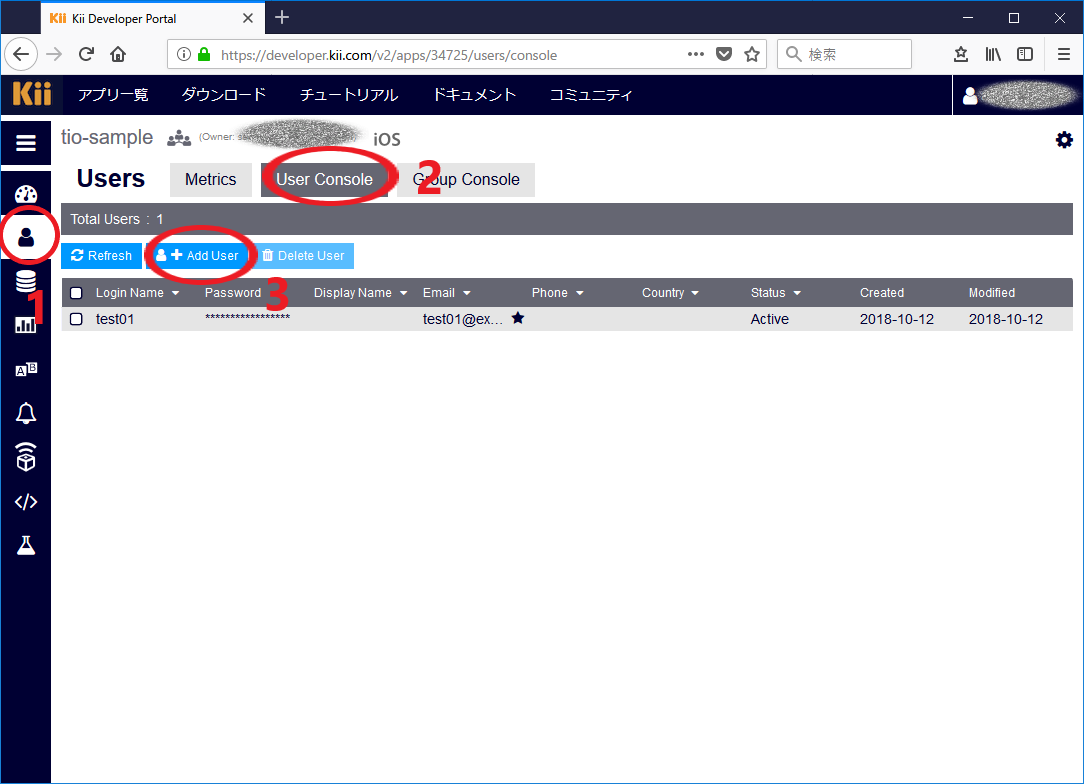 Kii Kii Developer Portal
https://developer.kii.com/v2/apps/34725/users/console
検索
Kii アプリ一覧 ダウンロード チュートリアル ドキュメント コミュニティ
tio-sample (Owner: iOS
Users Metrics User Console 2 Group Console
Total Users : 1
Refresh Add User Delete User
1
3
Login Name Password Display Name Email Phone Country Status Created Modified
test01 ***************** test01@ex... Active 2018-10-12 2018-10-12
A B